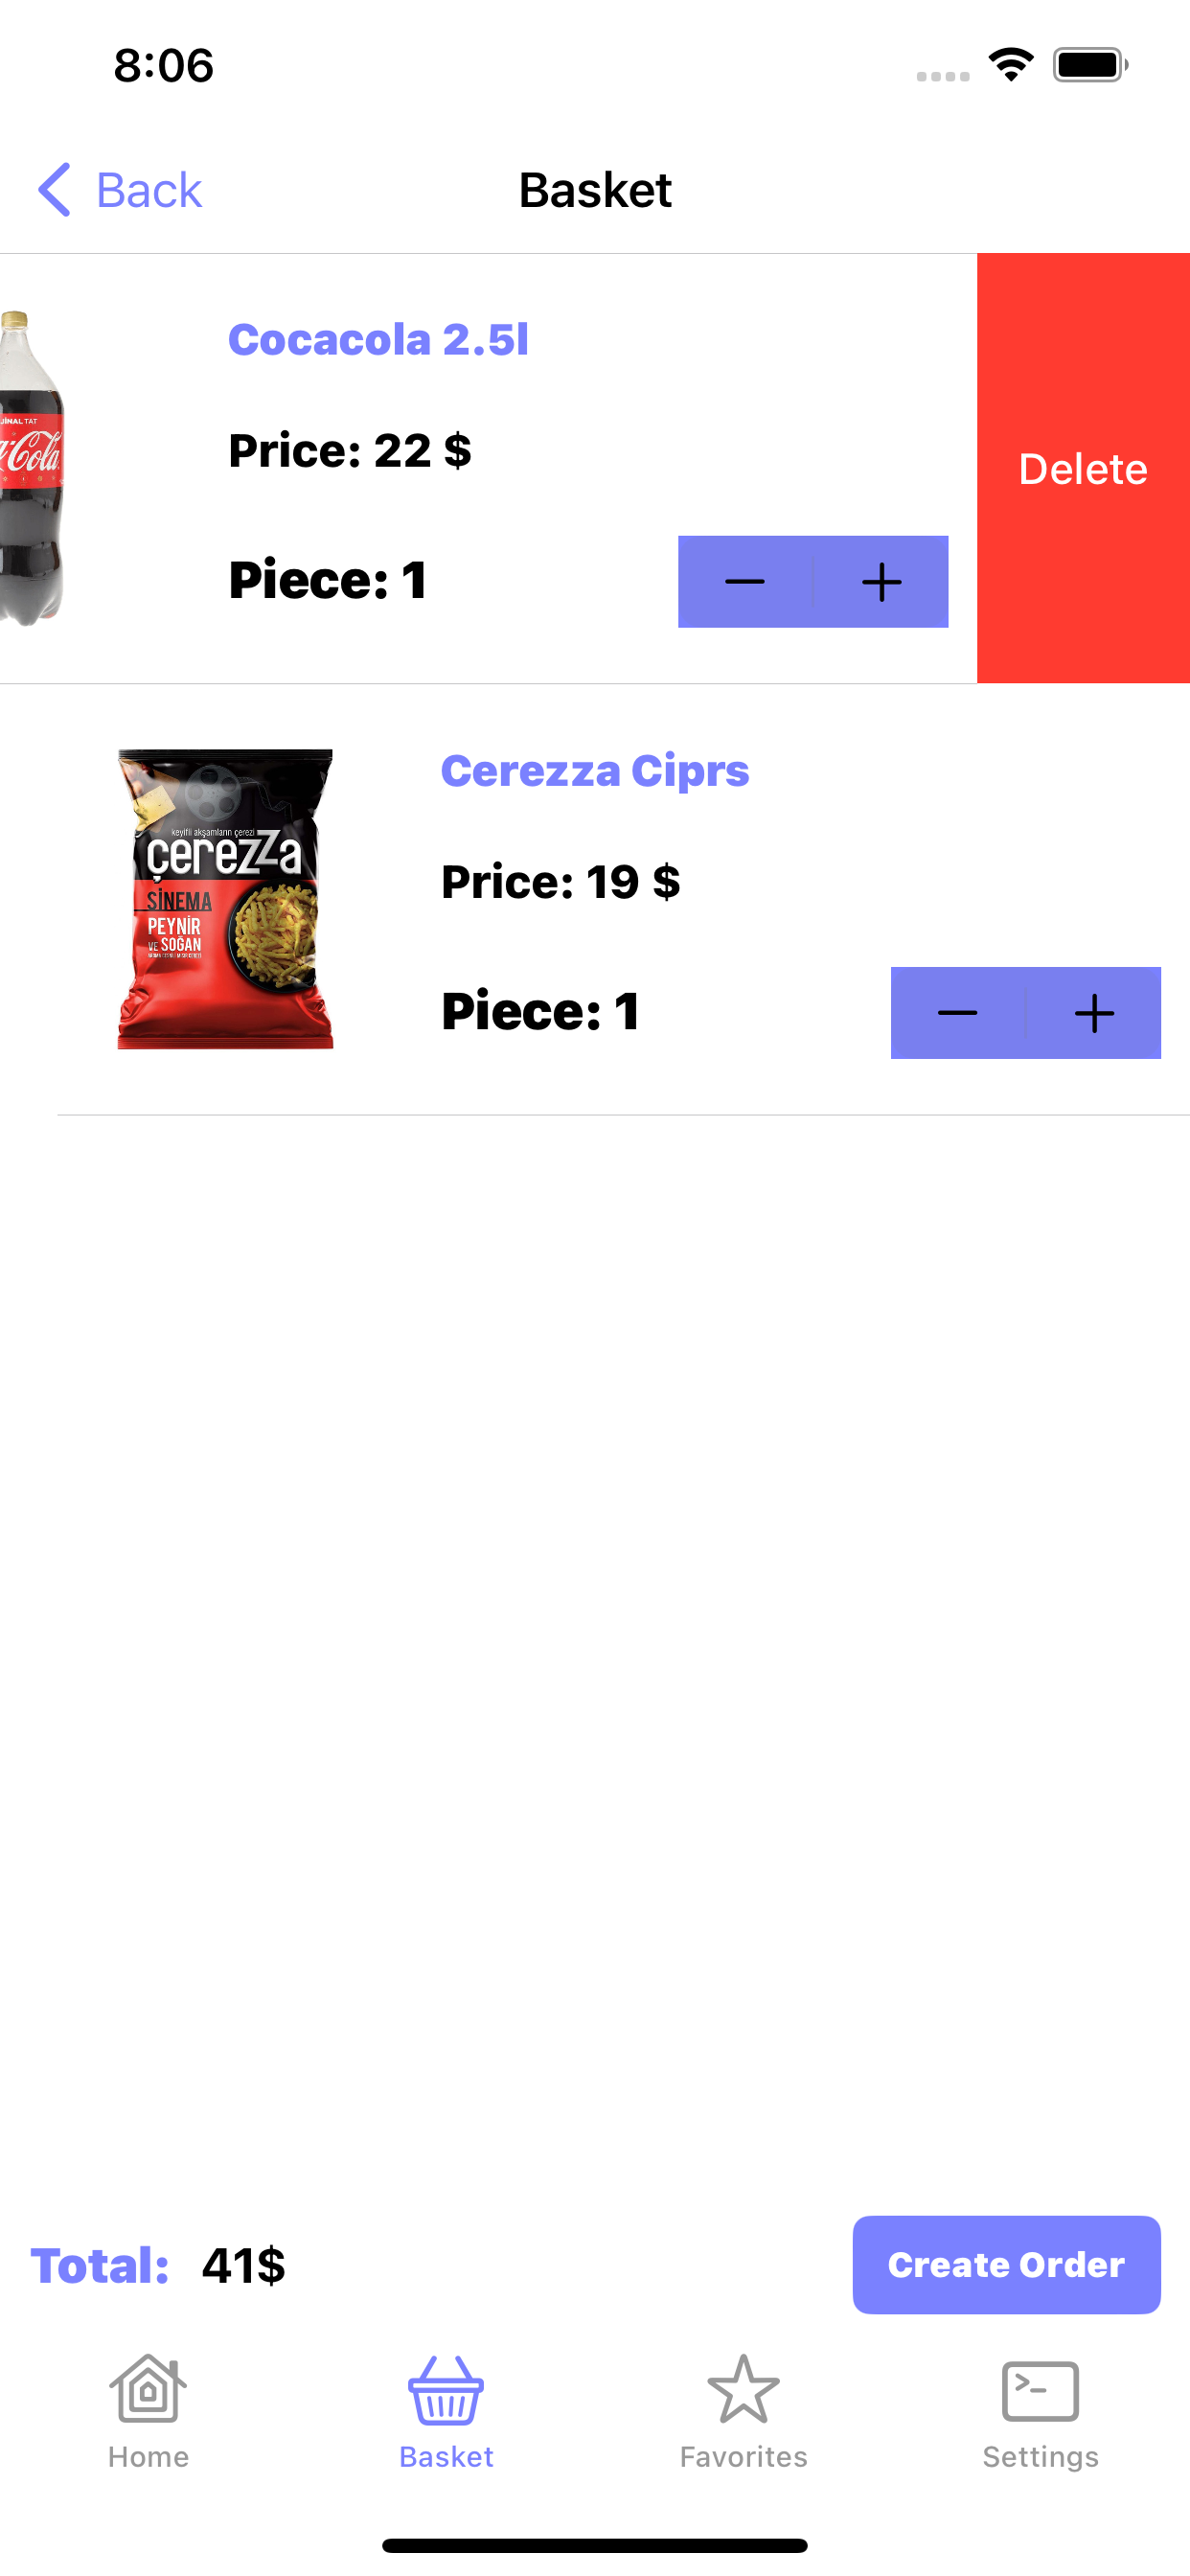 8:06
Back
Basket
Cocacola 2.5l
JİNAL TAT
Cola
Price: 22 $
Delete
Piece: 1
Cerezza Ciprs
keyifli akşamların çerezi
çerezza
SİNEMA
PEYNİR
VE SOĞAN
Price: 19 $
Piece: 1
Total: 41$
Create Order
Home
Basket
Favorites
Settings